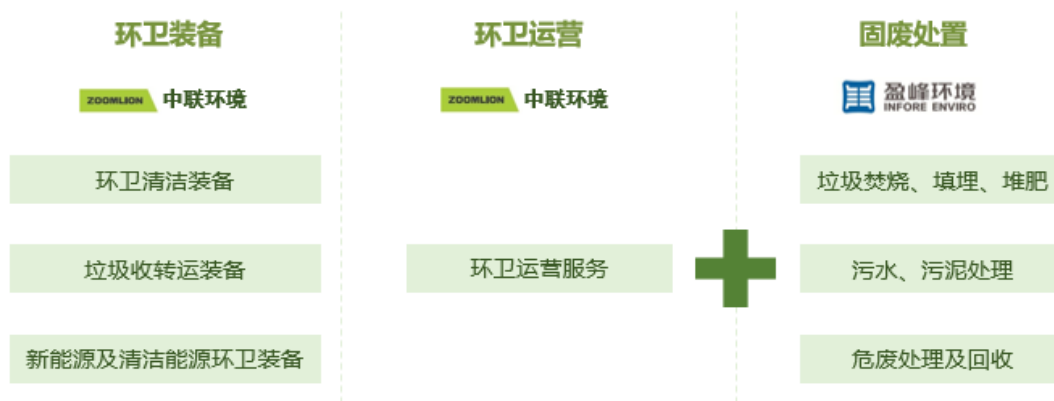 环卫装备
环卫运营
固废处置
ZOOMLION 中联环境
ZOOMLION 中联环境
盈峰环境
INFORE ENVIRO
环卫清洁装备
垃圾焚烧、填埋、堆肥
垃圾收转运装备
环卫运营服务
污水、污泥处理
新能源及清洁能源环卫装备
危废处理及回收